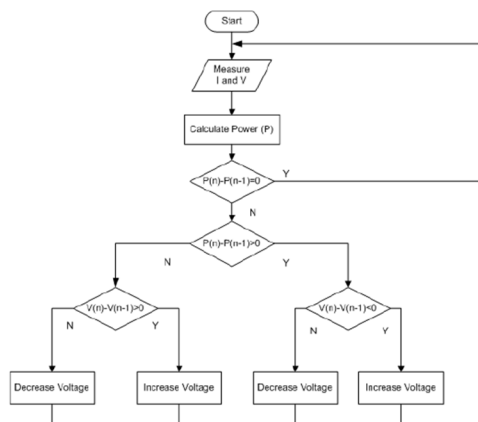 Start
Measure
I and V
Calculate Power (P)
P(n)-P(n-1)=0
Y
N
P(n)-P(n-1)>0
N
Y
V(n)-V(n-1)>0
V(n)-V(n-1)<0
N
Y
N
Y
Decrease Voltage
Increase Voltage
Decrease Voltage
Increase Voltage